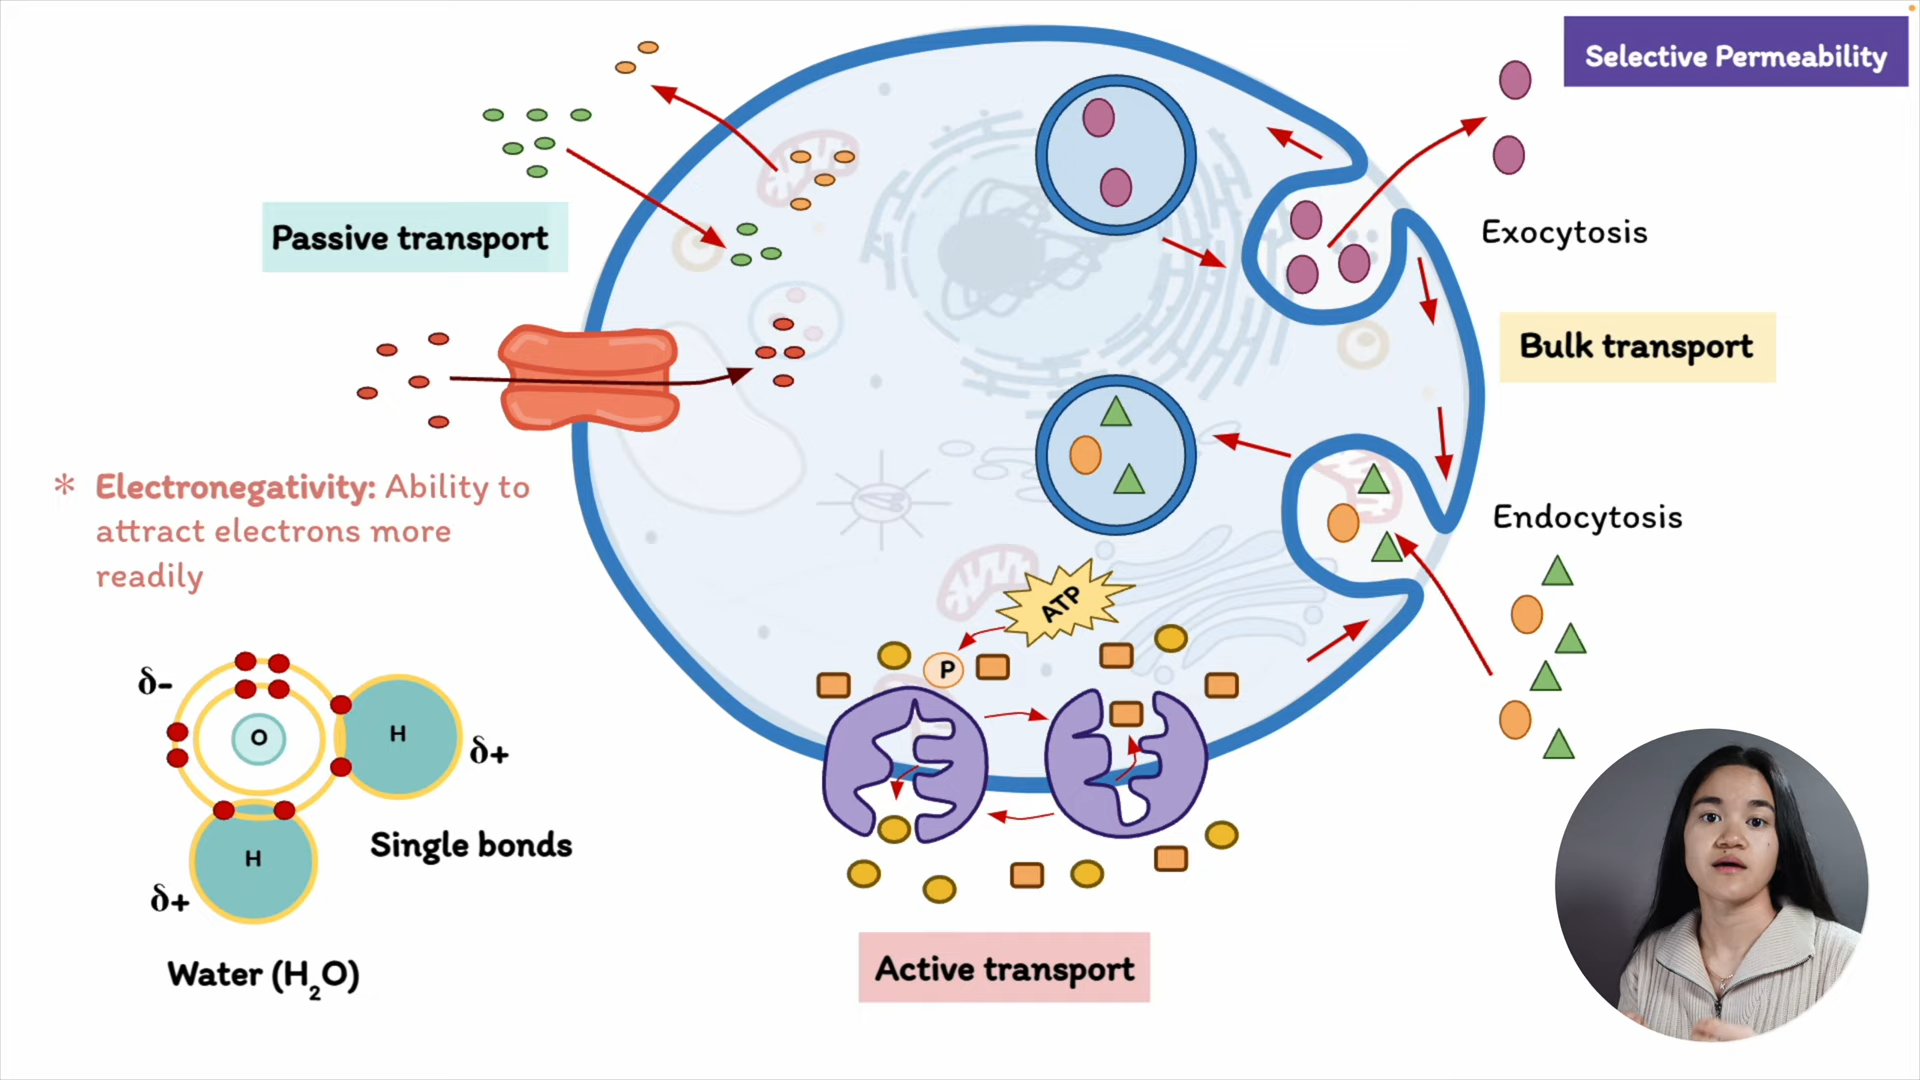 Selective Permeability
Passive transport
Exocytosis
Bulk transport
* Electronegativity: Ability to
attract electrons more
readily
Endocytosis
ATP
P
δ-
O
H
δ+
Single bonds
H
δ+
Water (H₂O)
Active transport